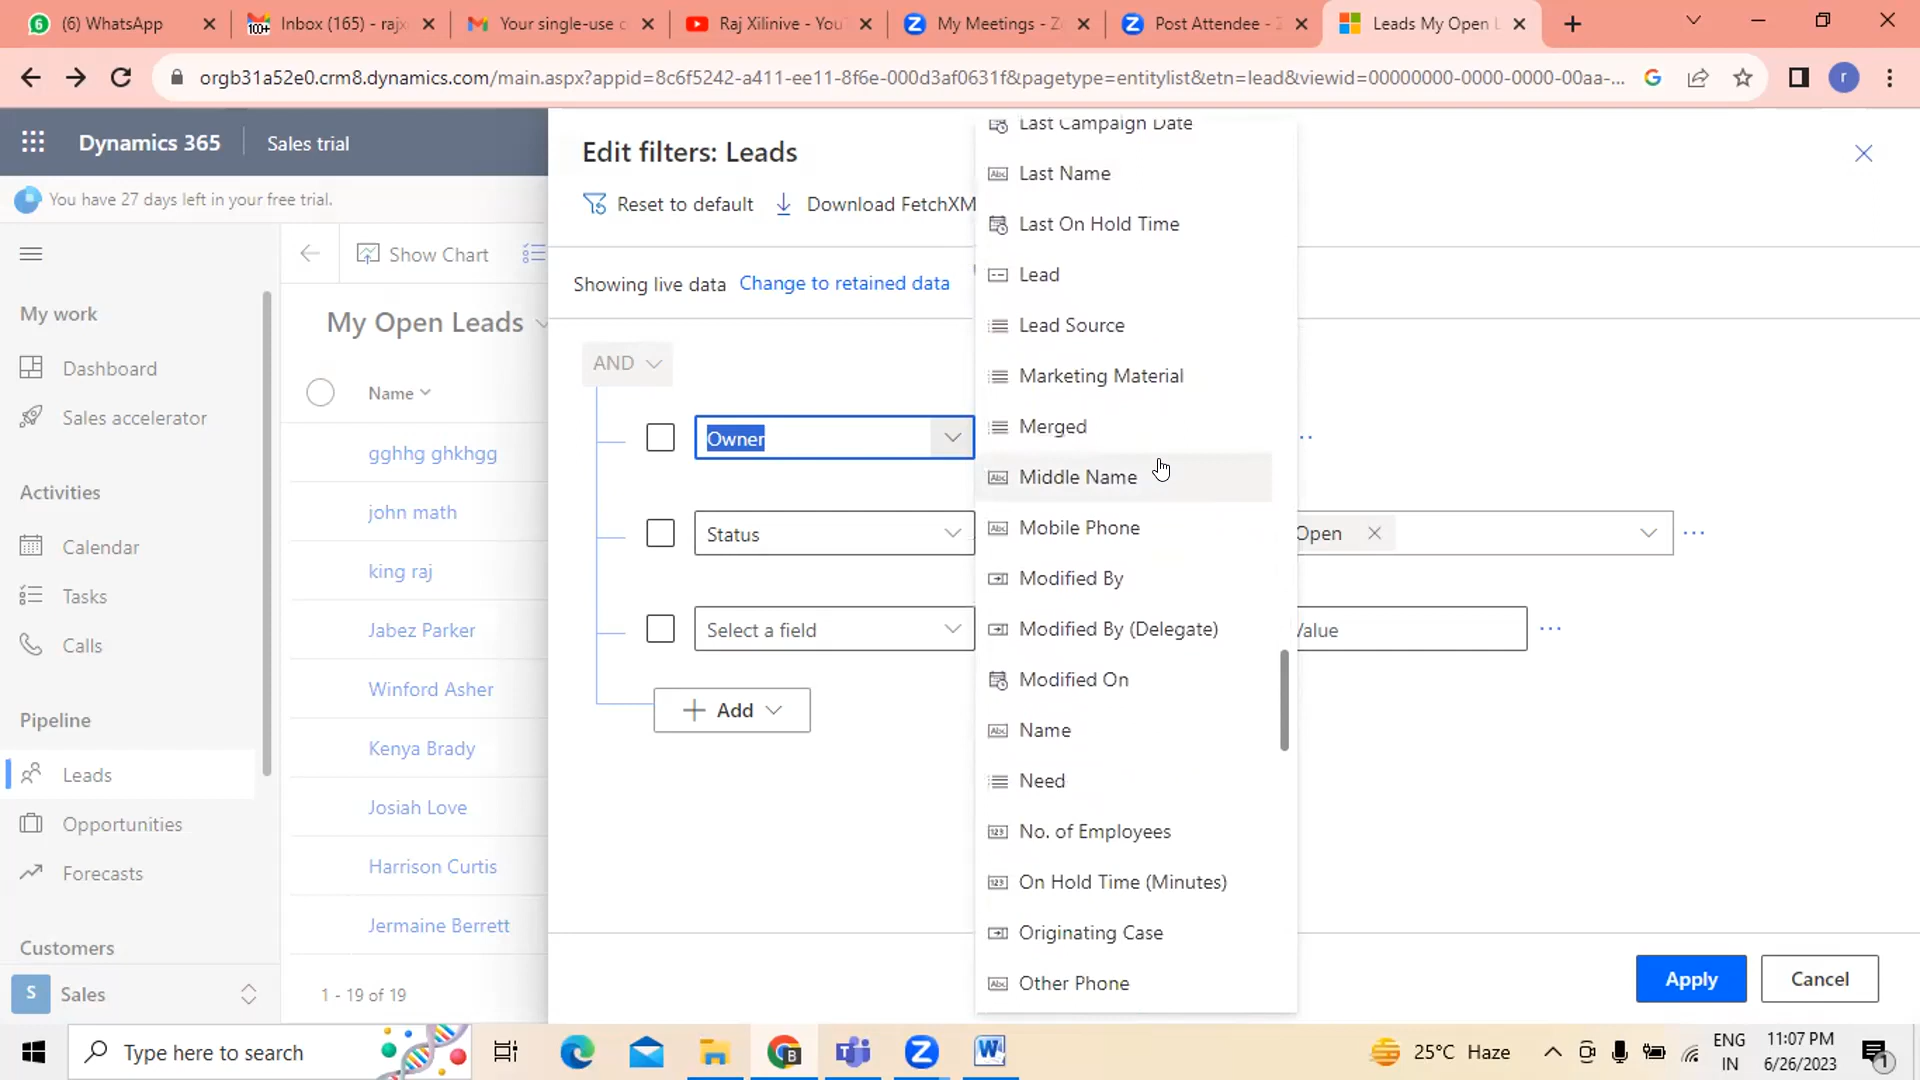 (6) WhatsApp
Inbox (165) - rajx
Your single-use c
Raj Xilinive - YouT
My Meetings - Zo
Post Attendee - Z
Leads My Open L
orgb31a52e0.crm8.dynamics.com/main.aspx?appid=8c6f5242-a411-ee11-8f6e-000d3af0631f&pagetype=entitylist&etn=lead&viewid=00000000-0000-0000-00aa-...
r
Dynamics 365
Sales trial
You have 27 days left in your free trial.
Show Chart
My work
My Open Leads
Dashboard
Name
Sales accelerator
gghhg ghkhgg
Activities
john math
Calendar
king raj
Tasks
Jabez Parker
Calls
Winford Asher
Pipeline
Kenya Brady
Leads
Josiah Love
Opportunities
Harrison Curtis
Forecasts
Jermaine Berrett
Customers
S Sales
1 - 19 of 19
Edit filters: Leads
Reset to default
Download FetchXM
Showing live data Change to retained data
AND
Owner
Status
Open
Select a field
Value
Add
Last Campaign Date
Last Name
Last On Hold Time
Lead
Lead Source
Marketing Material
Merged
Middle Name
Mobile Phone
Modified By
Modified By (Delegate)
Modified On
Name
Need
No. of Employees
On Hold Time (Minutes)
Originating Case
Other Phone
Apply
Cancel
Type here to search
25°C Haze
ENG
IN
11:07 PM
6/26/2023
1